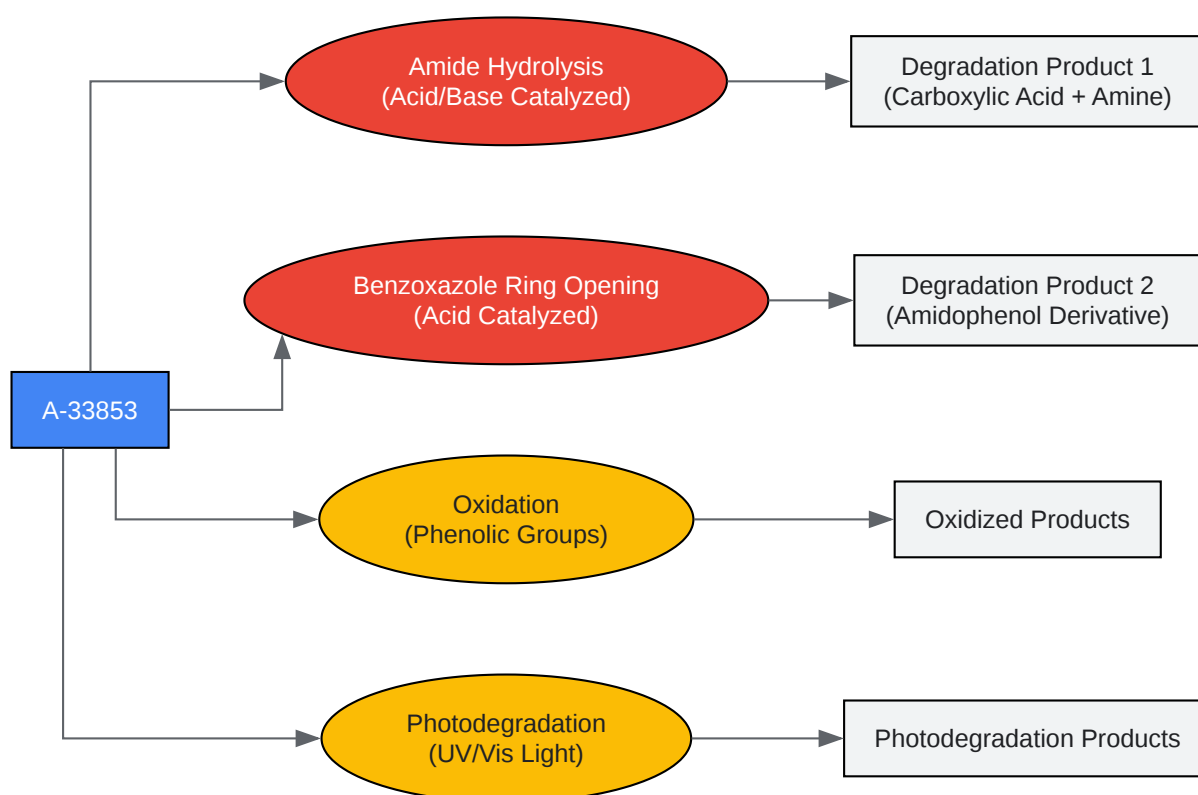 Amide Hydrolysis
(Acid/Base Catalyzed)
Degradation Product 1
(Carboxylic Acid + Amine)
Benzoxazole Ring Opening
(Acid Catalyzed)
Degradation Product 2
(Amidophenol Derivative)
A-33853
Oxidation
(Phenolic Groups)
Oxidized Products
Photodegradation
(UV/Vis Light)
Photodegradation Products